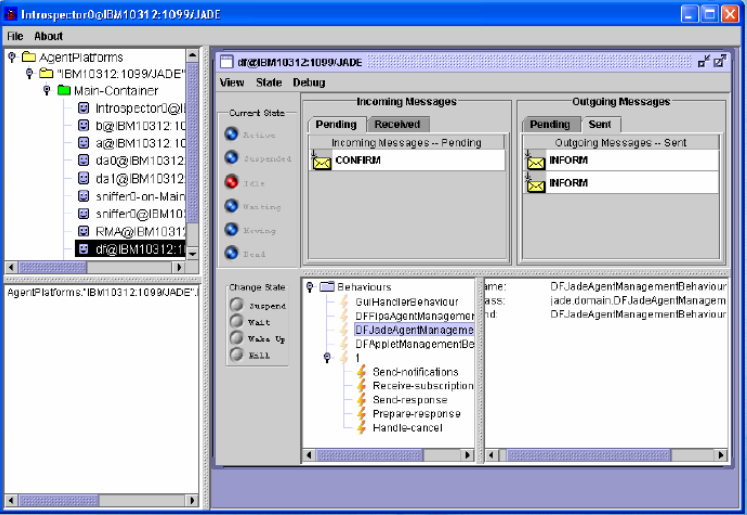 Introspector0@IBM10312:1099/JADE
File About
AgentPlatforms
"IBM10312:1099/JADE"
Main-Container
Introspector0@I
b@IBM10312:10
a@IBM10312:10
da0@IBM10312
da1@IBM10312
sniffer0-on-Main
sniffer0@IBM10
RMA@IBM1031
df@IBM10312:1
AgentPlatforms."IBM10312:1099/JADE".
df@IBM10312:1099/JADE
View State Debug
Current State
Active
Suspended
Idle
Waiting
Moving
Dead
Incoming Messages
Pending Received
Incoming Messages -- Pending
CONFIRM
Outgoing Messages
Pending Sent
Outgoing Messages -- Sent
INFORM
INFORM
Change State
Suspend
Wait
Wake Up
Kill
Behaviours
GuiHandlerBehaviour
DFFipaAgentManagemer
DFJadeAgentManageme
DFAppletManagementBe
1
Send-notifications
Receive-subscription
Send-response
Prepare-response
Handle-cancel
ame: DFJadeAgentManagementBehaviour
ass: jade.domain.DFJadeAgentManagem
nd: DFJadeAgentManagementBehaviour